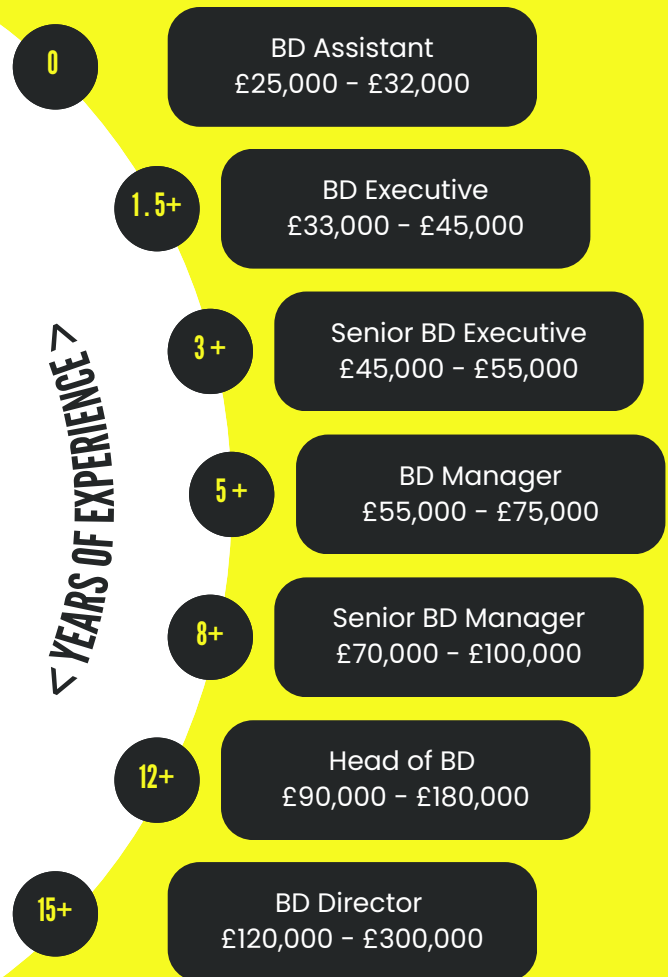 0
BD Assistant
£25,000 - £32,000
1.5+
BD Executive
£33,000 - £45,000
3+
Senior BD Executive
£45,000 - £55,000
<YEARS OF EXPERIENCE>
5+
BD Manager
£55,000 - £75,000
8+
Senior BD Manager
£70,000 - £100,000
12+
Head of BD
£90,000 - £180,000
15+
BD Director
£120,000 - £300,000